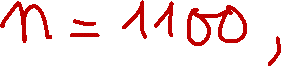 n = 1100,